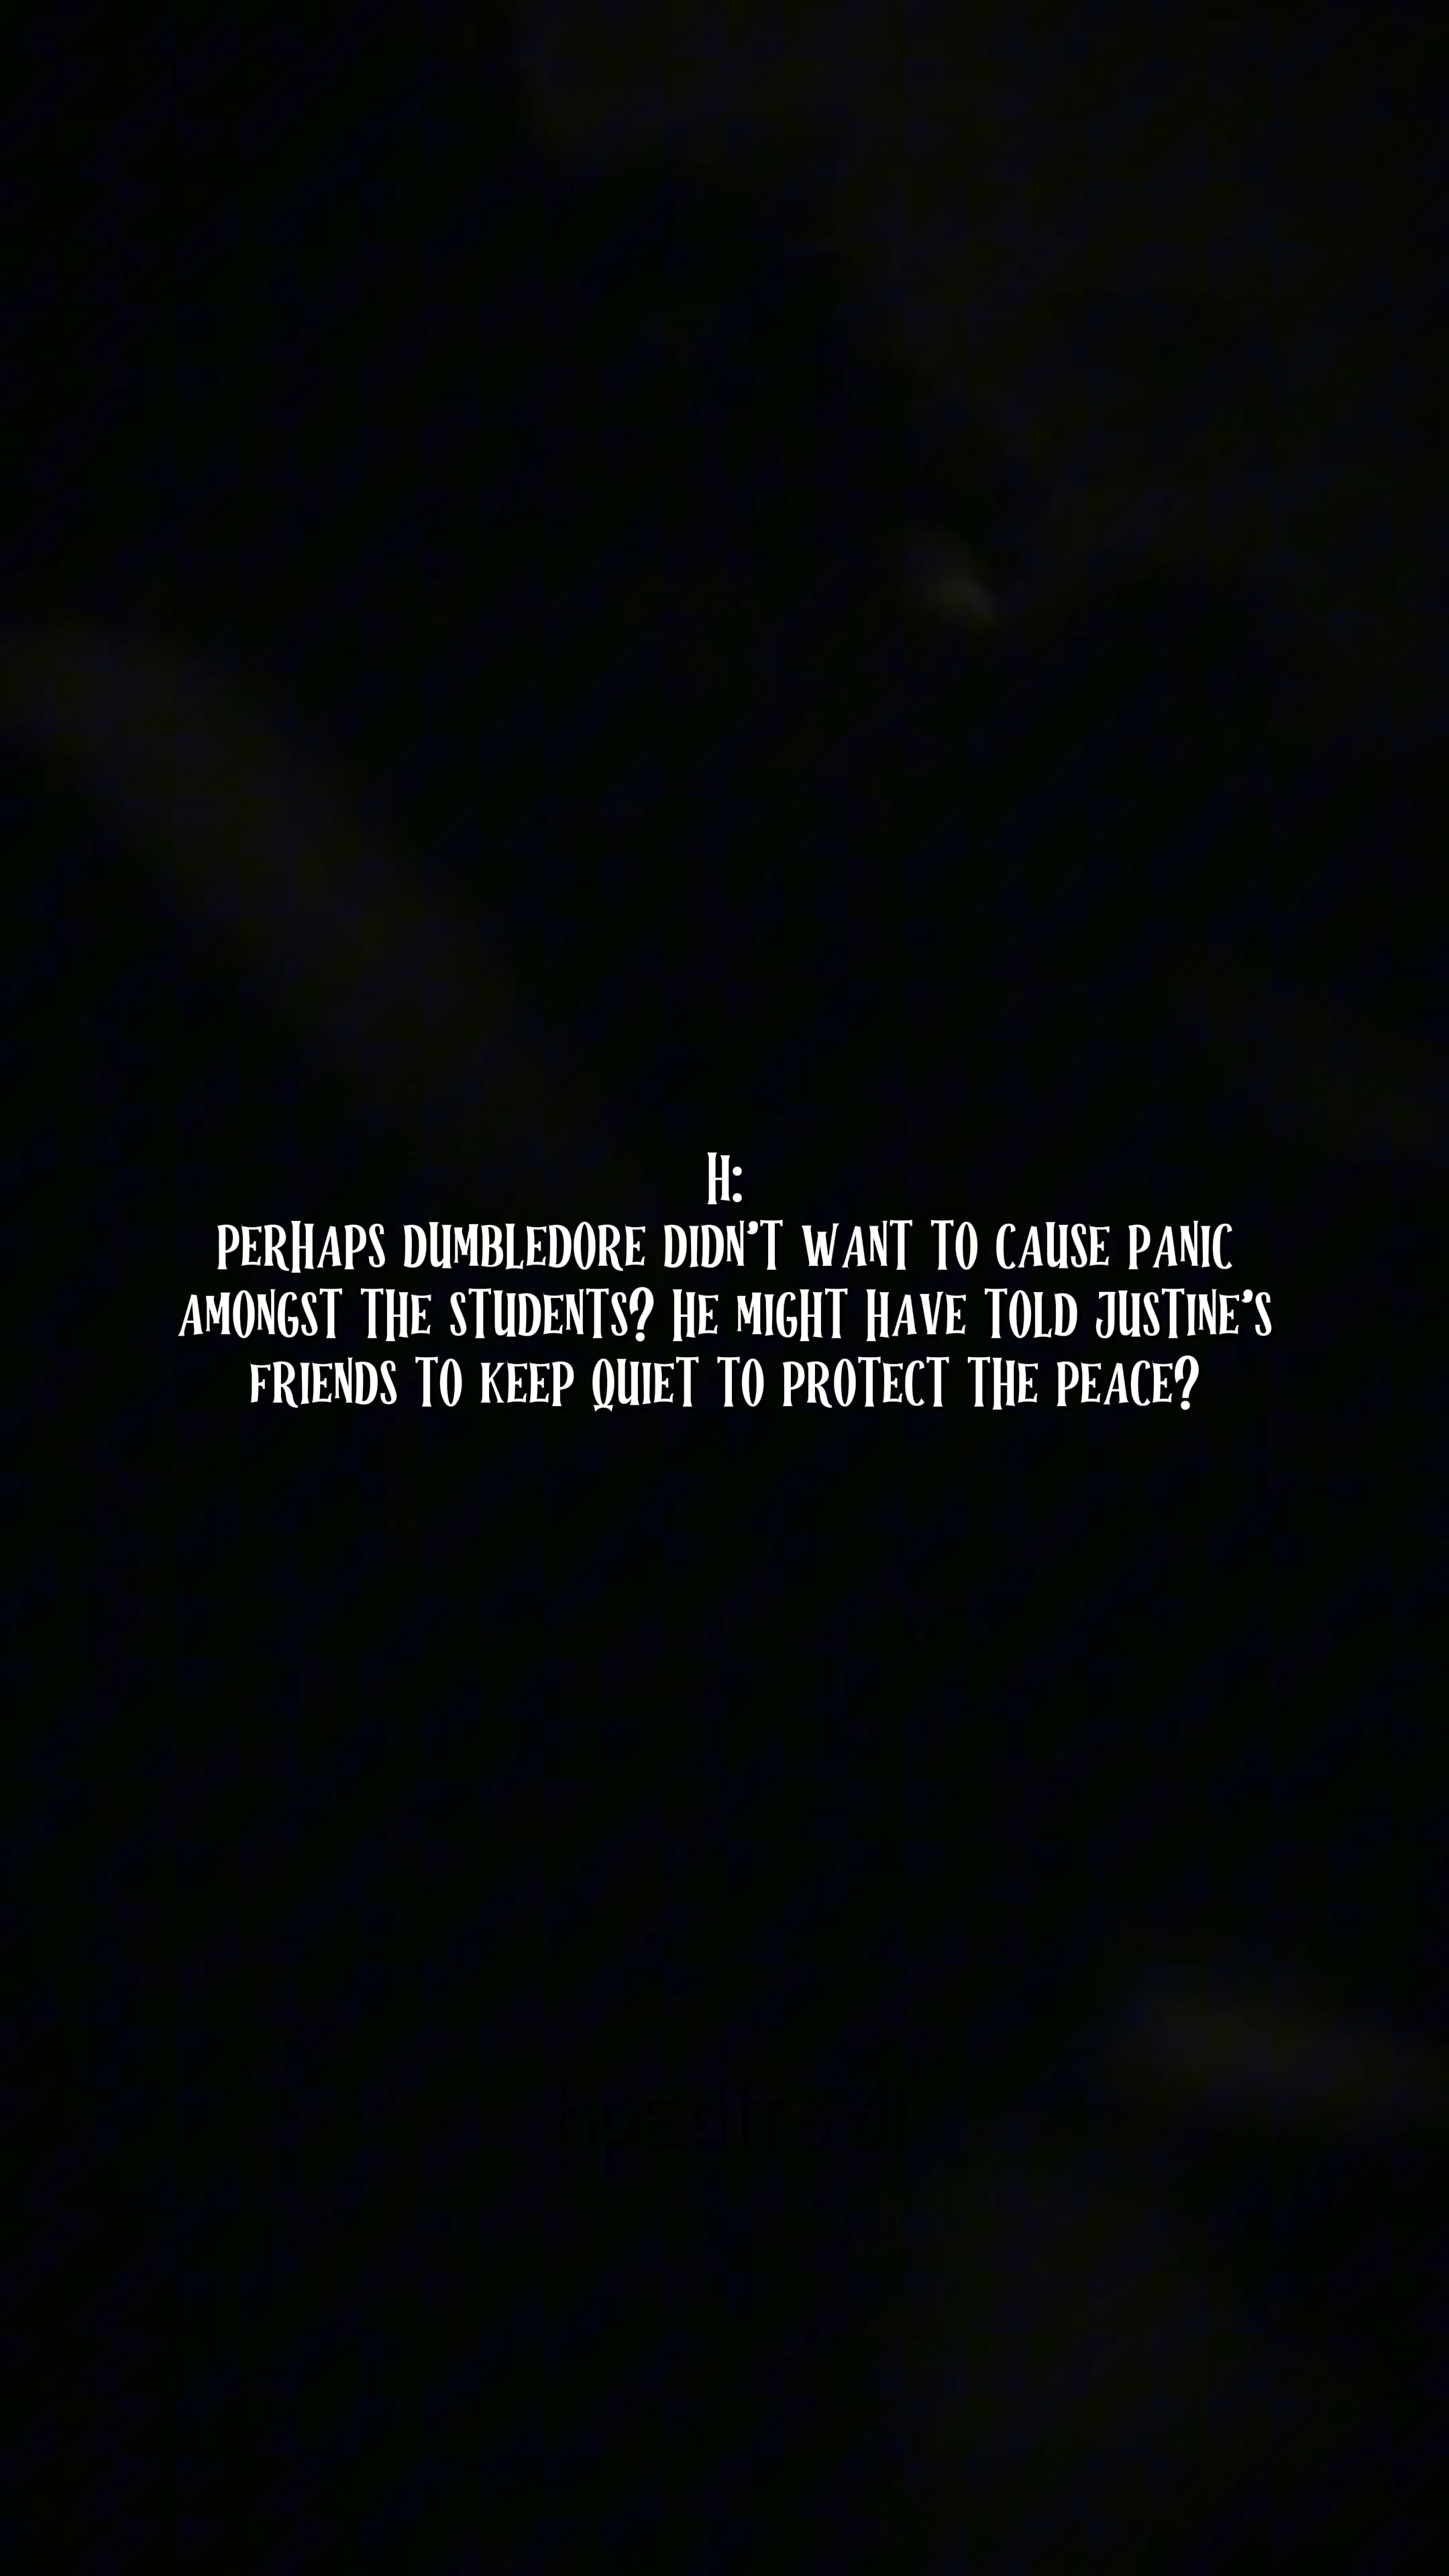 H:
PERHAPS DUMBLEDORE DIDN'T WANT TO CAUSE PANIC
AMONGST THE STUDENTS? HE MIGHT HAVE TOLD JUSTINE'S
FRIENDS TO KEEP QUIET TO PROTECT THE PEACE?